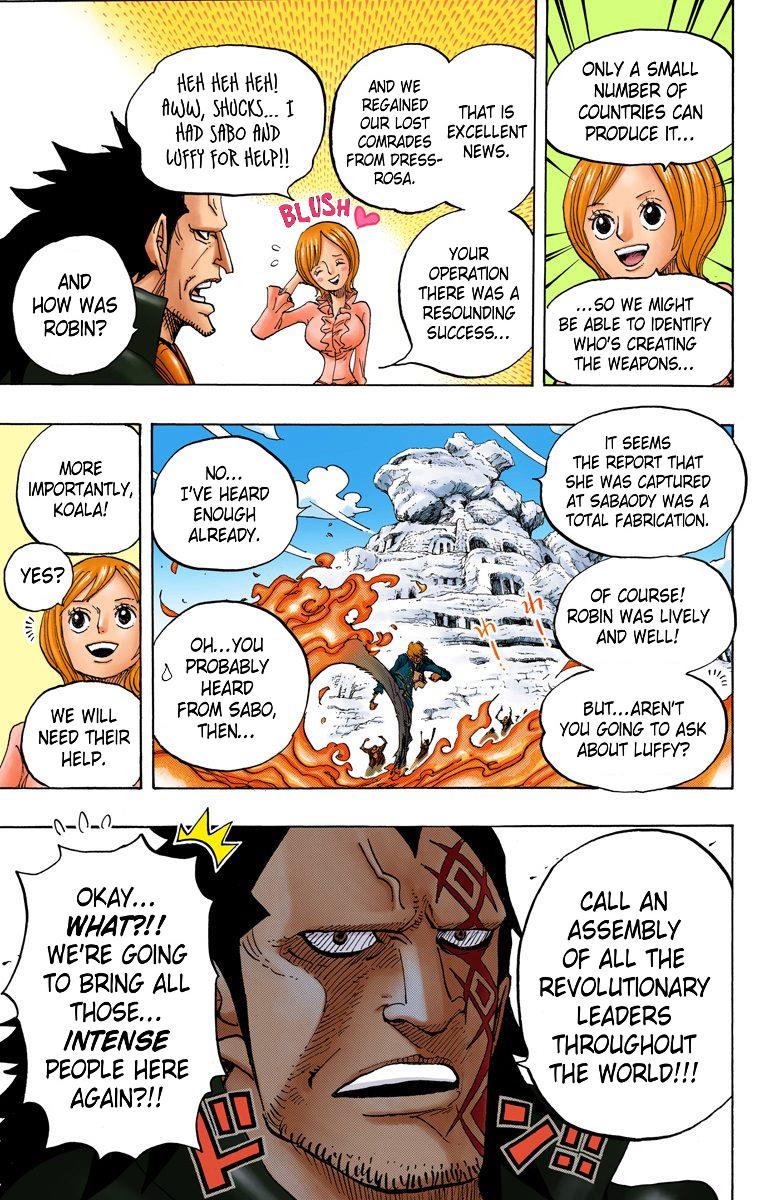 ONLY A SMALL
NUMBER OF
COUNTRIES CAN
PRODUCE IT...
...SO WE MIGHT
BE ABLE TO IDENTIFY
WHO'S CREATING
THE WEAPONS...
THAT IS
EXCELLENT
NEWS.
AND WE
REGAINED
OUR LOST
COMRADES
FROM DRESS-
ROSA.
YOUR
OPERATION
THERE WAS A
RESOUNDING
SUCCESS...
HEH HEH HEH!
AWW, SHUCKS... I
HAD SABO AND
LUFFY FOR HELP!!
BLUSH
AND
HOW WAS
ROBIN?
IT SEEMS
THE REPORT THAT
SHE WAS CAPTURED
AT SABAODY WAS A
TOTAL FABRICATION.
OF COURSE!
ROBIN WAS LIVELY
AND WELL!
BUT...AREN'T
YOU GOING TO ASK
ABOUT LUFFY?
NO...
I'VE HEARD
ENOUGH
ALREADY.
OH...YOU
PROBABLY
HEARD
FROM SABO,
THEN...
MORE
IMPORTANTLY,
KOALA!
YES?
WE WILL
NEED THEIR
HELP.
CALL AN
ASSEMBLY
OF ALL THE
REVOLUTIONARY
LEADERS
THROUGHOUT
THE WORLD!!!
OKAY...
WHAT?!!
WE'RE GOING
TO BRING ALL
THOSE...
INTENSE
PEOPLE HERE
AGAIN?!!
ドン!!